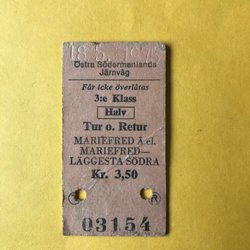 Östra Södermanlands
Järnväg
Får icke överlåtas
3:e Klass
Halv
Tur o. Retur
MARIEFRED Å el.
MARIEFRED—
LÄGGESTA SÖDRA
Kr. 3,50
R
03154